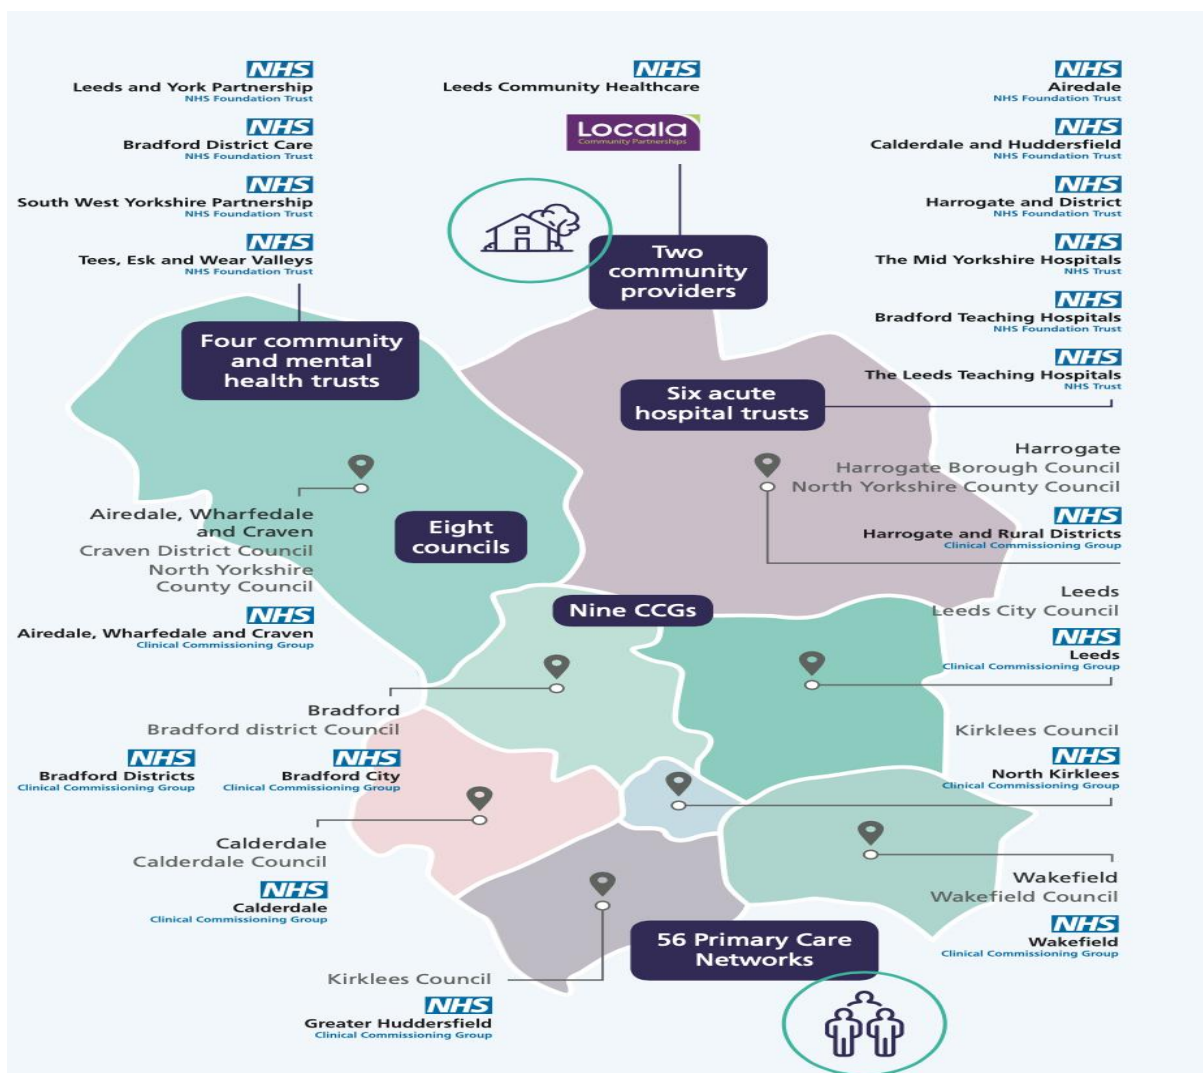 NHS
Leeds and York Partnership
NHS Foundation Trust
NHS
Bradford District Care
NHS Foundation Trust
NHS
South West Yorkshire Partnership
NHS Foundation Trust
NHS
Tees, Esk and Wear Valleys
NHS Foundation Trust
Four community
and mental
health trusts
NHS
Leeds Community Healthcare
Locala
Community Partnerships
Two
community
providers
NHS
Airedale
NHS Foundation Trust
NHS
Calderdale and Huddersfield
NHS Foundation Trust
NHS
Harrogate and District
NHS Foundation Trust
NHS
The Mid Yorkshire Hospitals
NHS Trust
NHS
Bradford Teaching Hospitals
NHS Foundation Trust
NHS
The Leeds Teaching Hospitals
NHS Trust
Six acute
hospital trusts
Harrogate
Harrogate Borough Council
North Yorkshire County Council
NHS
Harrogate and Rural Districts
Clinical Commissioning Group
Airedale, Wharfedale
and Craven
Craven District Council
North Yorkshire
County Council
NHS
Airedale, Wharfedale and Craven
Clinical Commissioning Group
Eight
councils
Nine CCGs
Leeds
Leeds City Council
NHS
Leeds
Clinical Commissioning Group
Bradford
Bradford district Council
NHS
Bradford Districts
Clinical Commissioning Group
NHS
Bradford City
Clinical Commissioning Group
Kirklees Council
NHS
North Kirklees
Clinical Commissioning Group
Calderdale
Calderdale Council
NHS
Calderdale
Clinical Commissioning Group
Wakefield
Wakefield Council
NHS
Wakefield
Clinical Commissioning Group
56 Primary Care
Networks
Kirklees Council
NHS
Greater Huddersfield
Clinical Commissioning Group